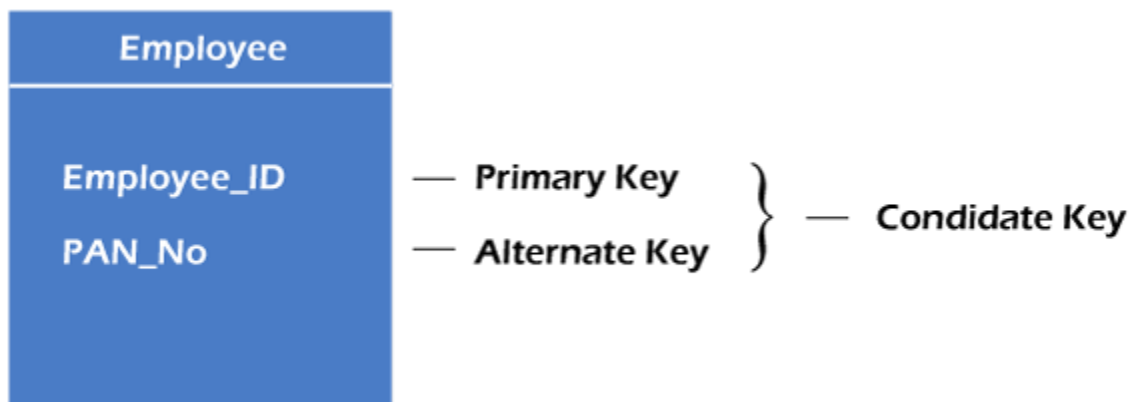 Employee
Employee_ID — Primary Key
PAN_No — Alternate Key
Condidate Key